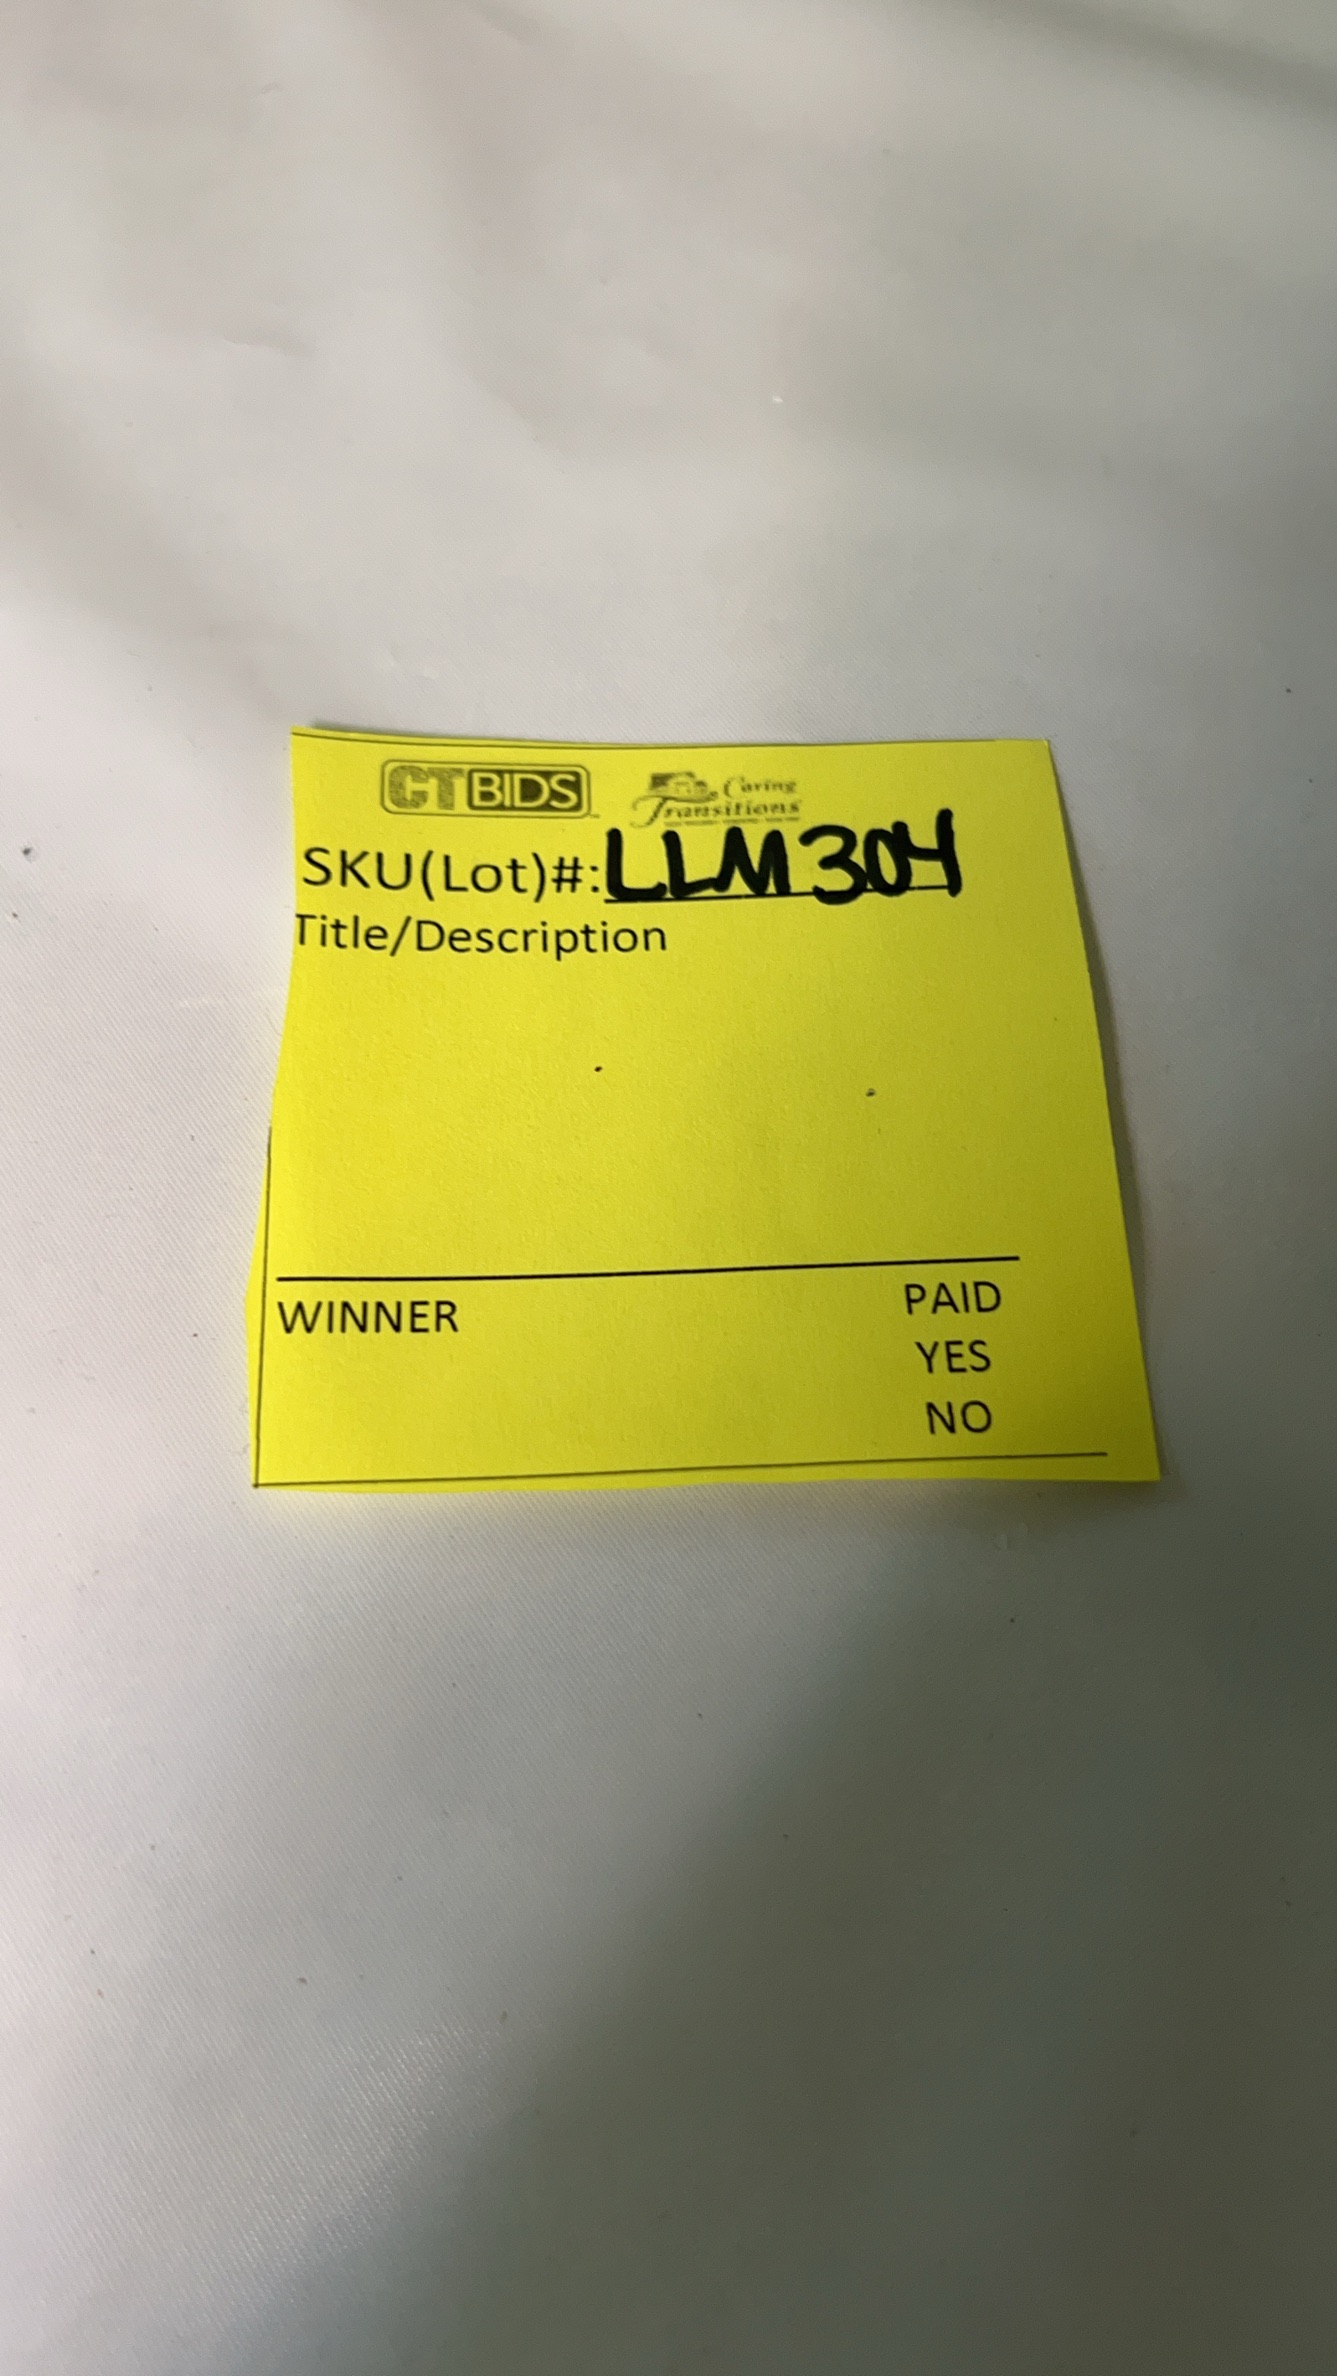 CTBIDS Caring
Transitions
SKU(Lot)#: LLM304
Title/Description
WINNER PAID
YES
NO